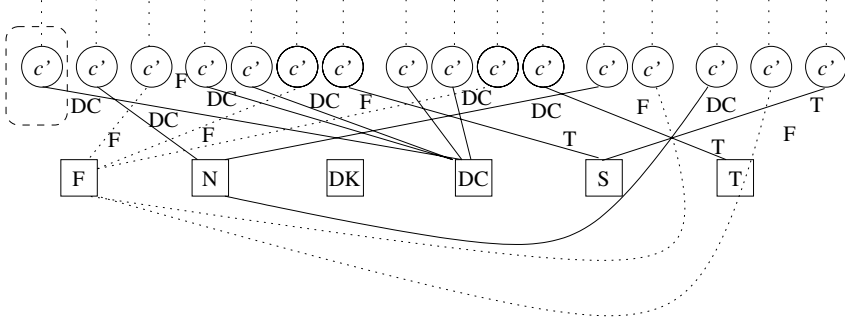 c' c' c' c' c' c' c' c' c' c' c' c' c' c' c' c'
F
DC DC DC F DC DC F DC T
DC
F F T T F
F N DK DC S T